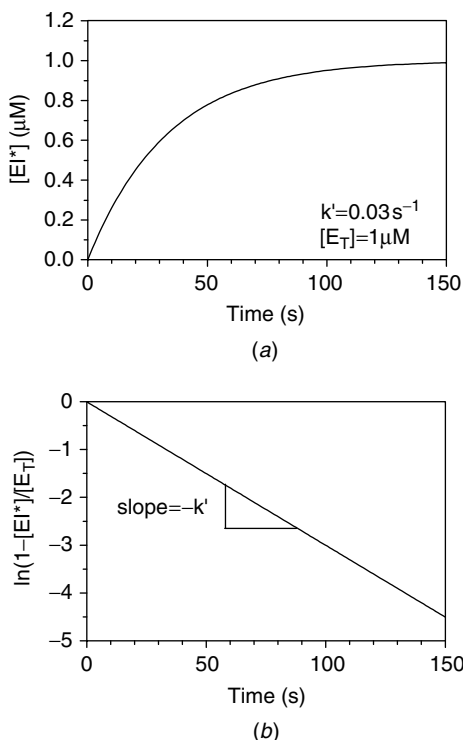 1.2
1.0
0.8
0.6
0.4
0.2
0.0
[EI*] (μM)
k'=0.03 s⁻¹
[E_T]=1μM
0 50 100 150
Time (s)
(a)
0
−1
−2
−3
−4
−5
ln(1−[EI*]/[E_T])
slope=−k'
0 50 100 150
Time (s)
(b)